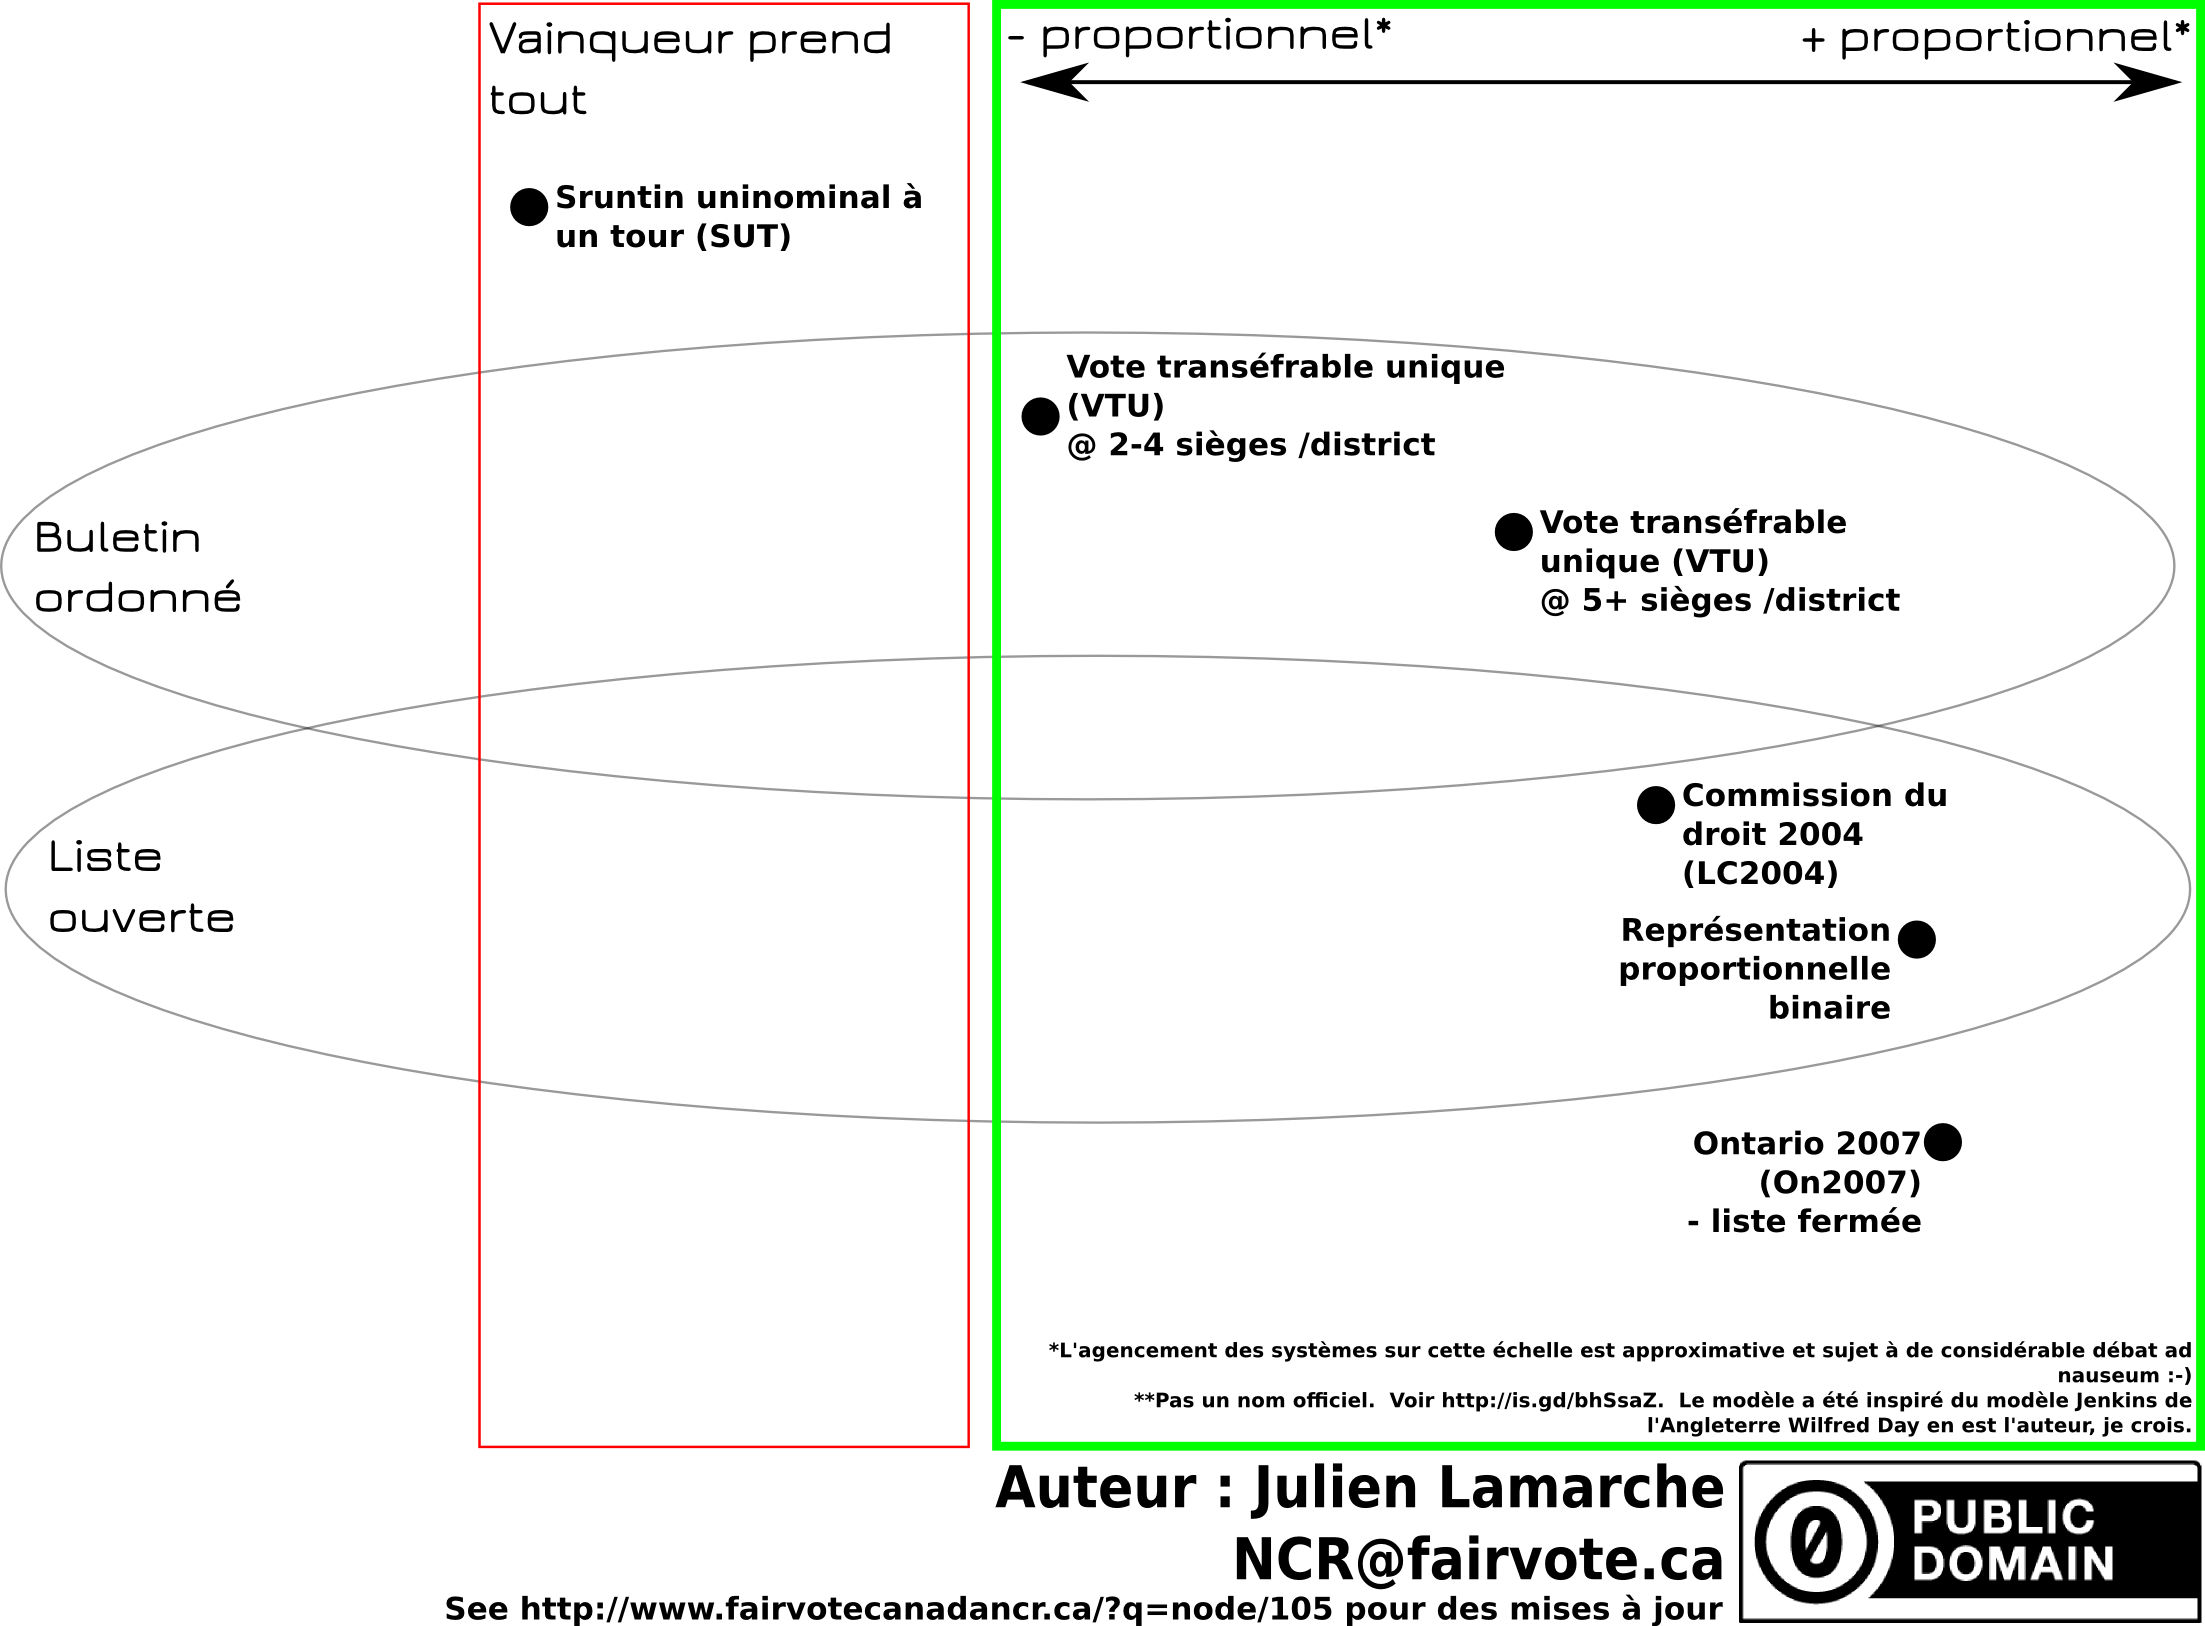 Vainqueur prend
tout
- proportionnel*
+ proportionnel*
Sruntin uninominal à
un tour (SUT)
Vote transéfrable unique
(VTU)
@ 2-4 sièges /district
Vote transéfrable
unique (VTU)
@ 5+ sièges /district
Buletin
ordonné
Commission du
droit 2004
(LC2004)
Liste
ouverte
Représentation
proportionnelle
binaire
Ontario 2007
(On2007)
- liste fermée
*L'agencement des systèmes sur cette échelle est approximative et sujet à de considérable débat ad
nauseum :-)
**Pas un nom officiel.  Voir http://is.gd/bhSsaZ.  Le modèle a été inspiré du modèle Jenkins de
l'Angleterre Wilfred Day en est l'auteur, je crois.
Auteur : Julien Lamarche
NCR@fairvote.ca
See http://www.fairvotecanadancr.ca/?q=node/105 pour des mises à jour
0
PUBLIC
DOMAIN